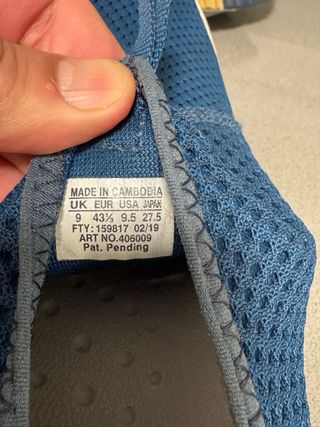 MADE IN CAMBODIA
UK EUR USA JAPAN
9 43⅓ 9.5 27.5
FTY: 159817 02/19
ART NO.406009
Pat. Pending